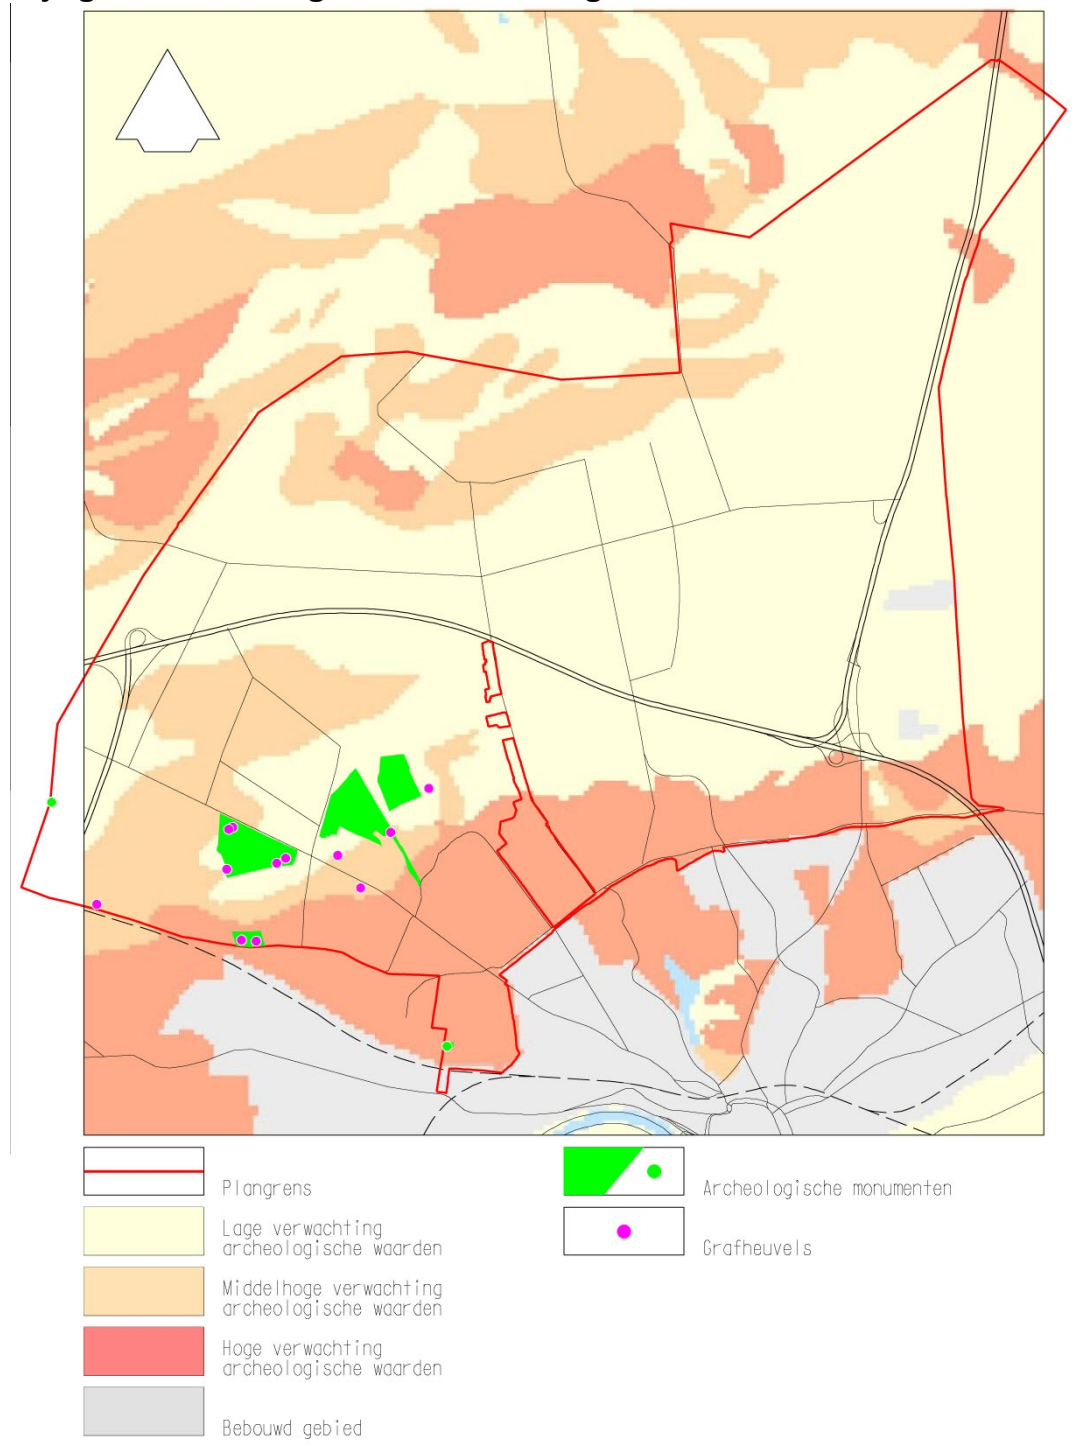 Plangrens
Lage verwachting
archeologische waarden
Middelhoge verwachting
archeologische waarden
Hoge verwachting
archeologische waarden
Bebouwd gebied
Archeologische monumenten
Grafheuvels